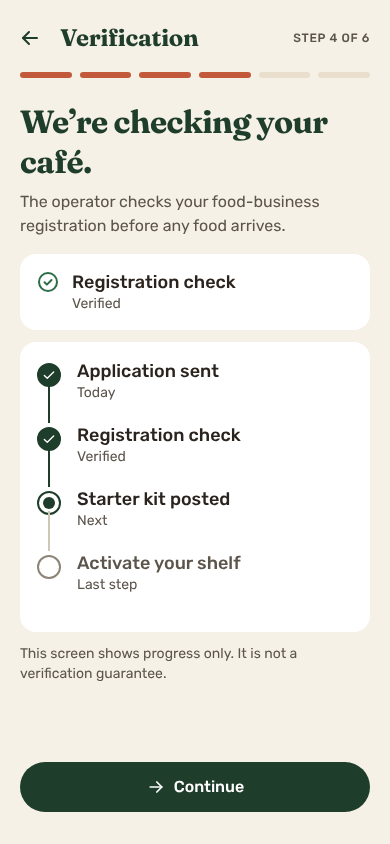 Verification
STEP 4 OF 6
We’re checking your
café.
The operator checks your food-business
registration before any food arrives.
Registration check
Verified
Application sent
Today
Registration check
Verified
Starter kit posted
Next
Activate your shelf
Last step
This screen shows progress only. It is not a
verification guarantee.
Continue